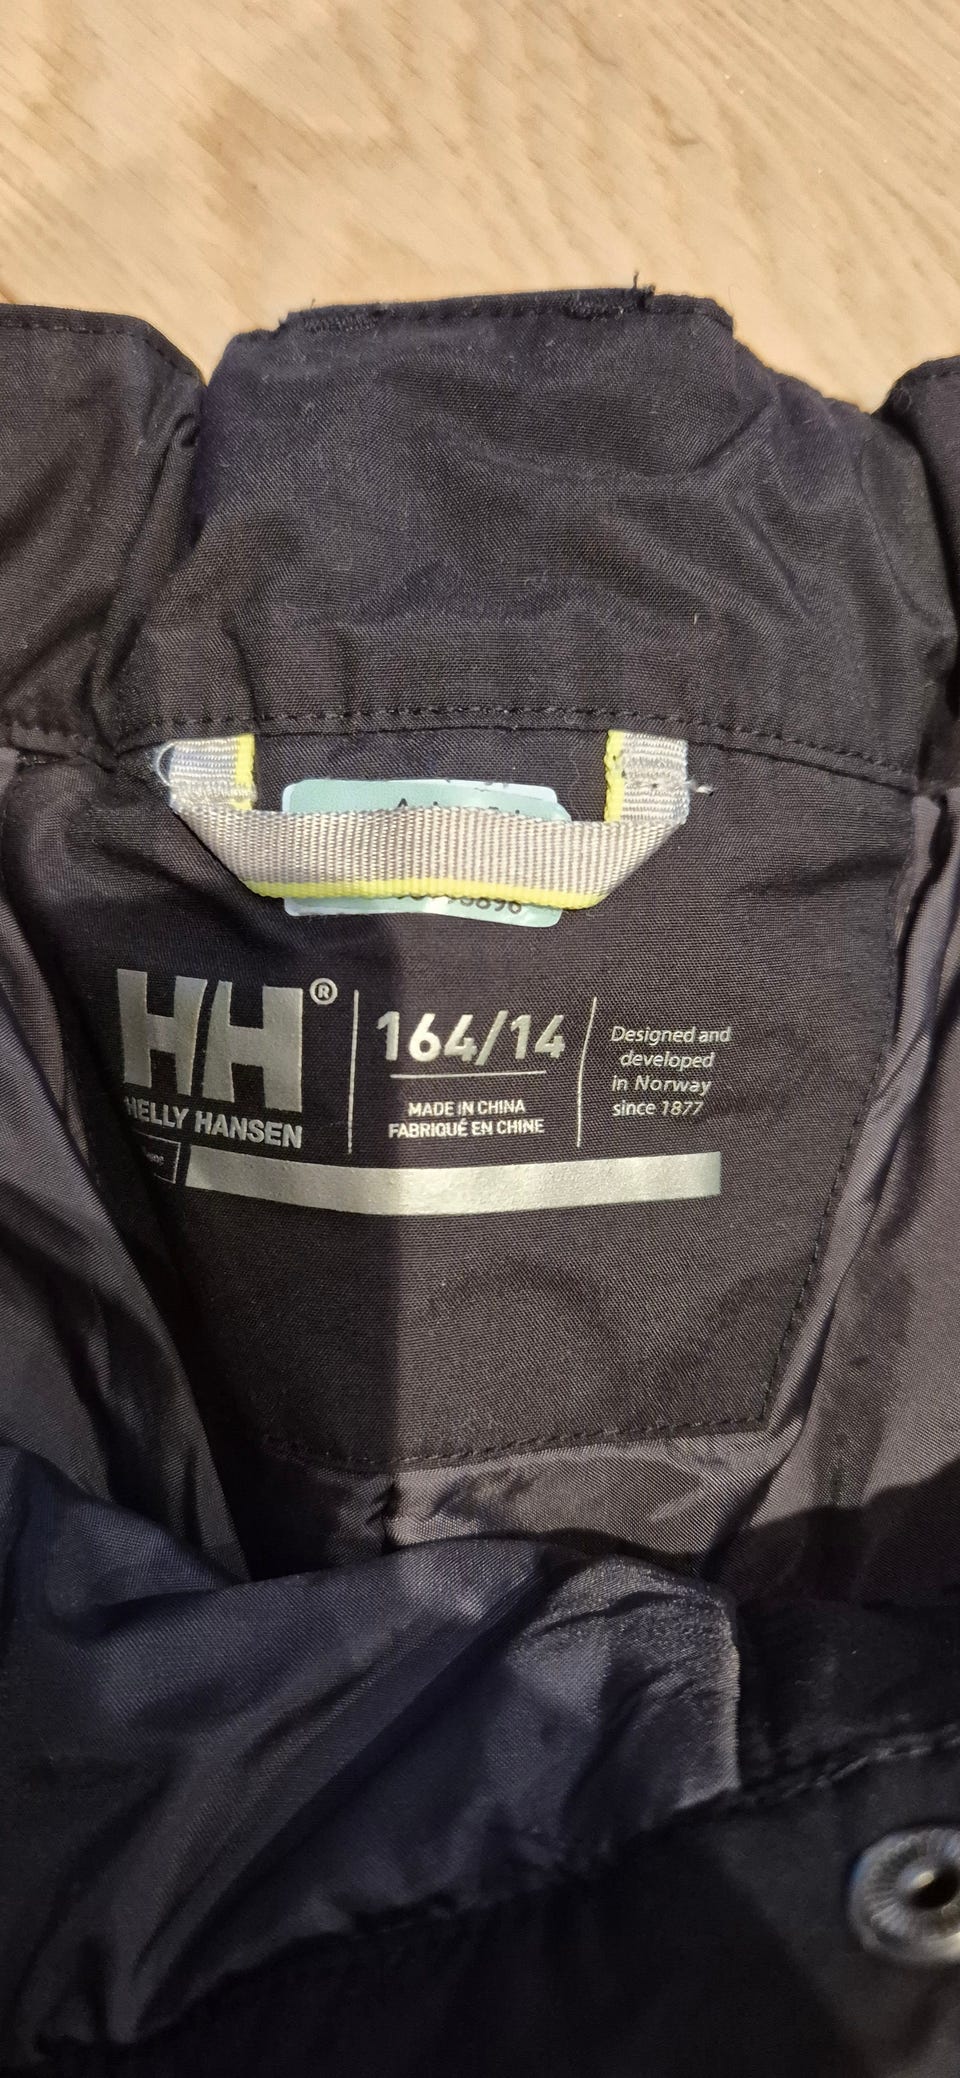 HH®
HELLY HANSEN
164/14
MADE IN CHINA
FABRIQUÉ EN CHINE
Designed and
developed
in Norway
since 1877